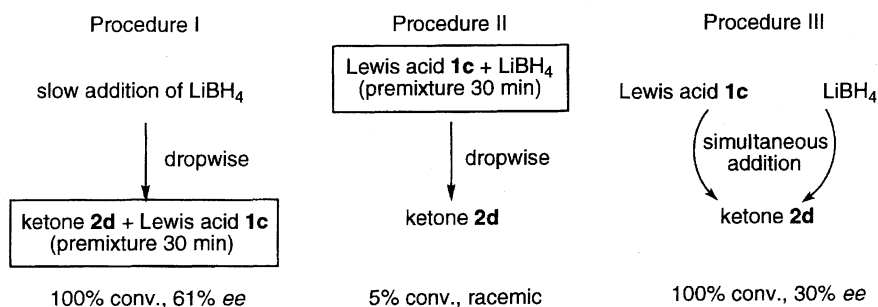 Procedure I
slow addition of LiBH₄
dropwise
ketone 2d + Lewis acid 1c
(premixture 30 min)
100% conv., 61% ee
Procedure II
Lewis acid 1c + LiBH₄
(premixture 30 min)
dropwise
ketone 2d
5% conv., racemic
Procedure III
Lewis acid 1c LiBH₄
simultaneous
addition
ketone 2d
100% conv., 30% ee